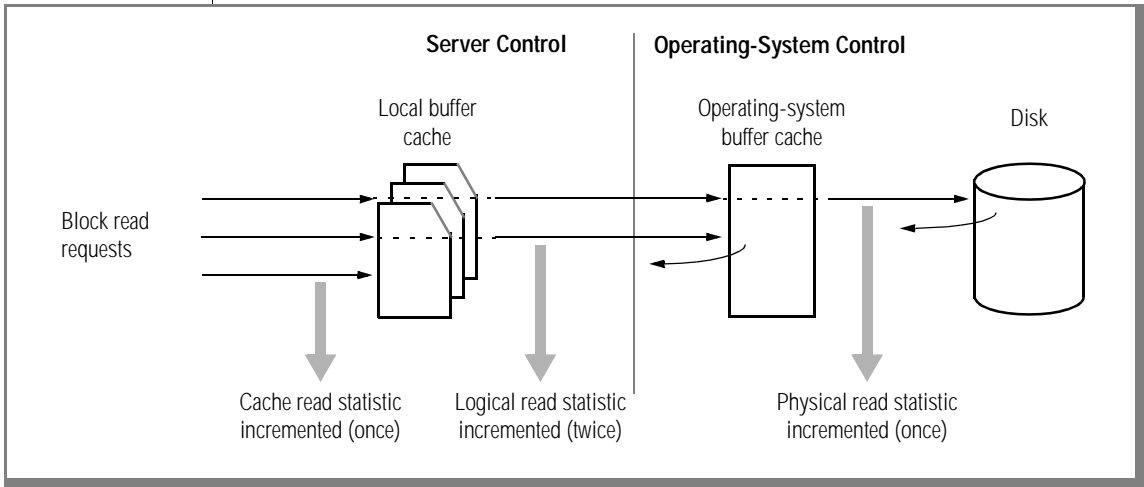 Server Control
Operating-System Control
Local buffer
cache
Operating-system
buffer cache
Disk
Block read
requests
Cache read statistic
incremented (once)
Logical read statistic
incremented (twice)
Physical read statistic
incremented (once)